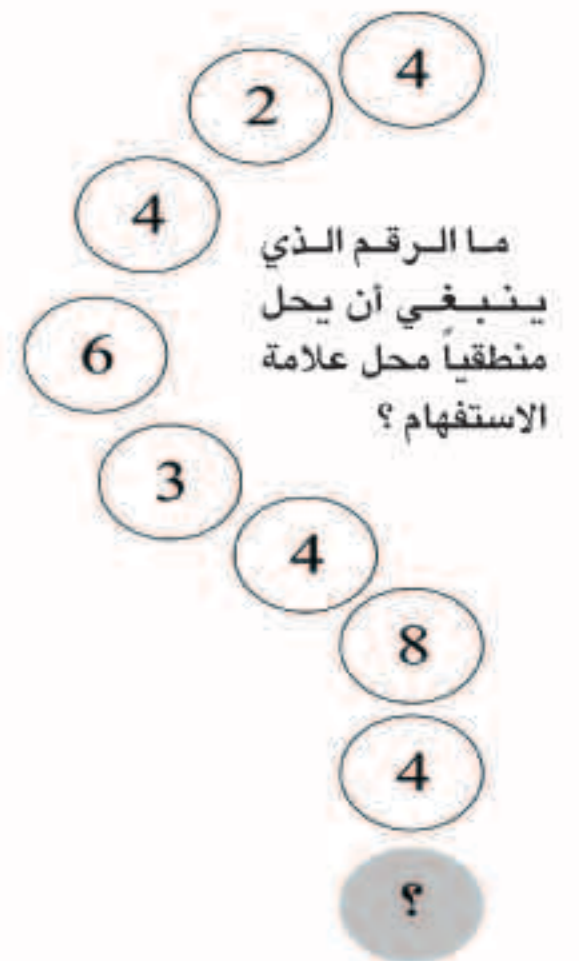 4
2
4
6
3
4
8
4
؟
ما الرقم الذي
ينبغي أن يحل
منطقياً محل علامة
الاستفهام ؟